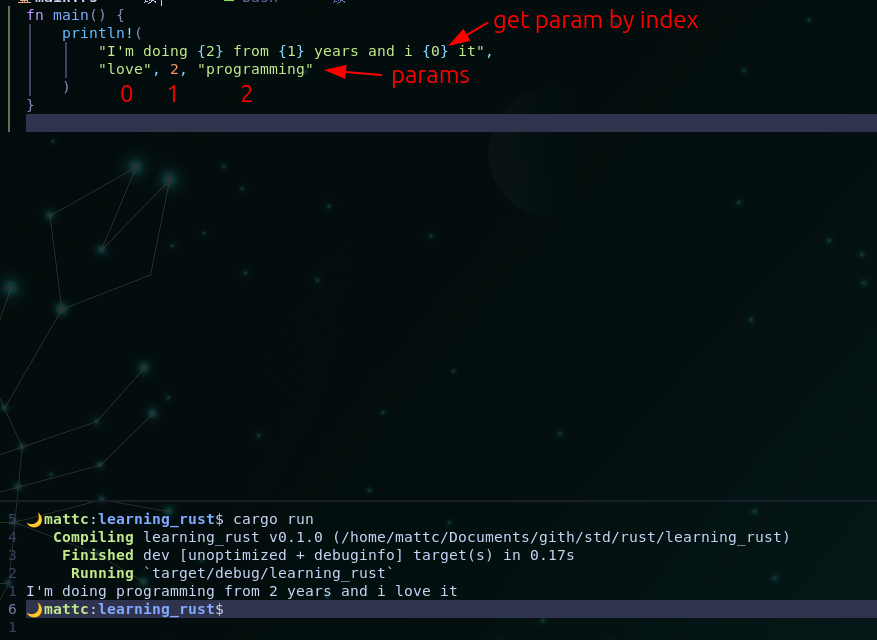 fn main() {
get param by index
println!(
"I'm doing {2} from {1} years and i {0} it",
"love", 2, "programming"
params
)
0 1 2
}
5 mattc:learning_rust$ cargo run
4 Compiling learning_rust v0.1.0 (/home/mattc/Documents/gith/std/rust/learning_rust)
3 Finished dev [unoptimized + debuginfo] target(s) in 0.17s
2 Running `target/debug/learning_rust`
1 I'm doing programming from 2 years and i love it
6 mattc:learning_rust$
1